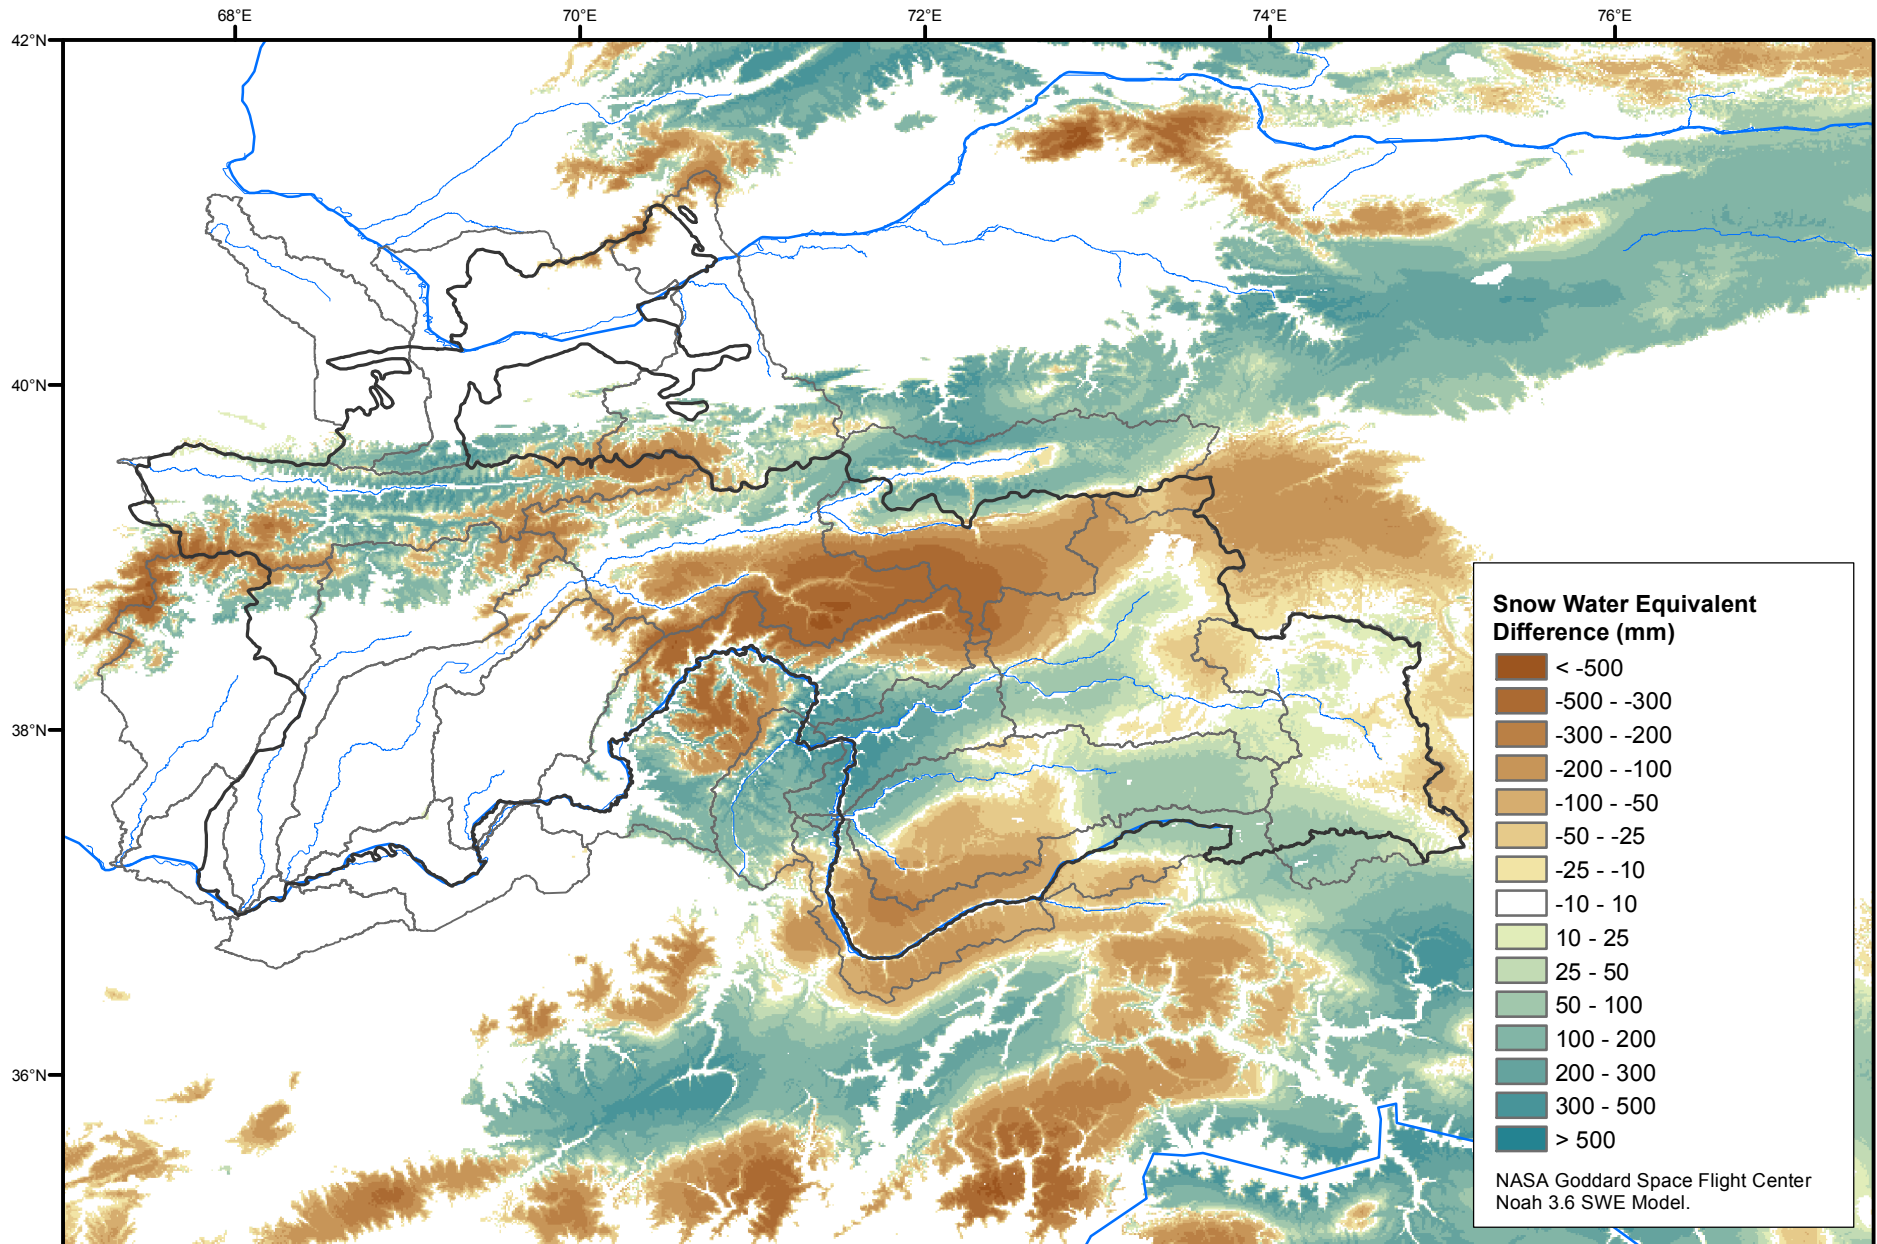 68°E 70°E 72°E 74°E 76°E
42°N
40°N
38°N
36°N
Snow Water Equivalent
Difference (mm)
< -500
-500 - -300
-300 - -200
-200 - -100
-100 - -50
-50 - -25
-25 - -10
-10 - 10
10 - 25
25 - 50
50 - 100
100 - 200
200 - 300
300 - 500
> 500
NASA Goddard Space Flight Center
Noah 3.6 SWE Model.